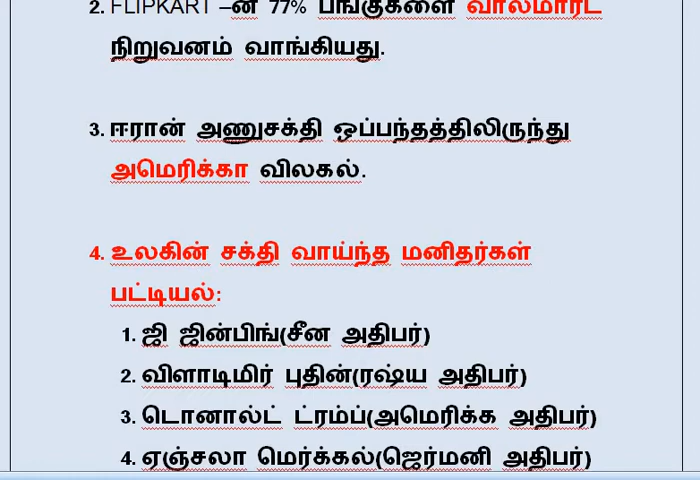 2. FLIPKART –ன் 77% பங்குகளை வால்மார்ட்
நிறுவனம் வாங்கியது.
3. ஈரான் அணுசக்தி ஒப்பந்தத்திலிருந்து
அமெரிக்கா விலகல்.
4. உலகின் சக்தி வாய்ந்த மனிதர்கள்
பட்டியல்:
1. ஜி ஜின்பிங்(சீன அதிபர்)
2. விளாடிமிர் புதின்(ரஷ்ய அதிபர்)
3. டொனால்ட் ட்ரம்ப்(அமெரிக்க அதிபர்)
4. ஏஞ்சலா மெர்க்கல்(ஜெர்மனி அதிபர்)